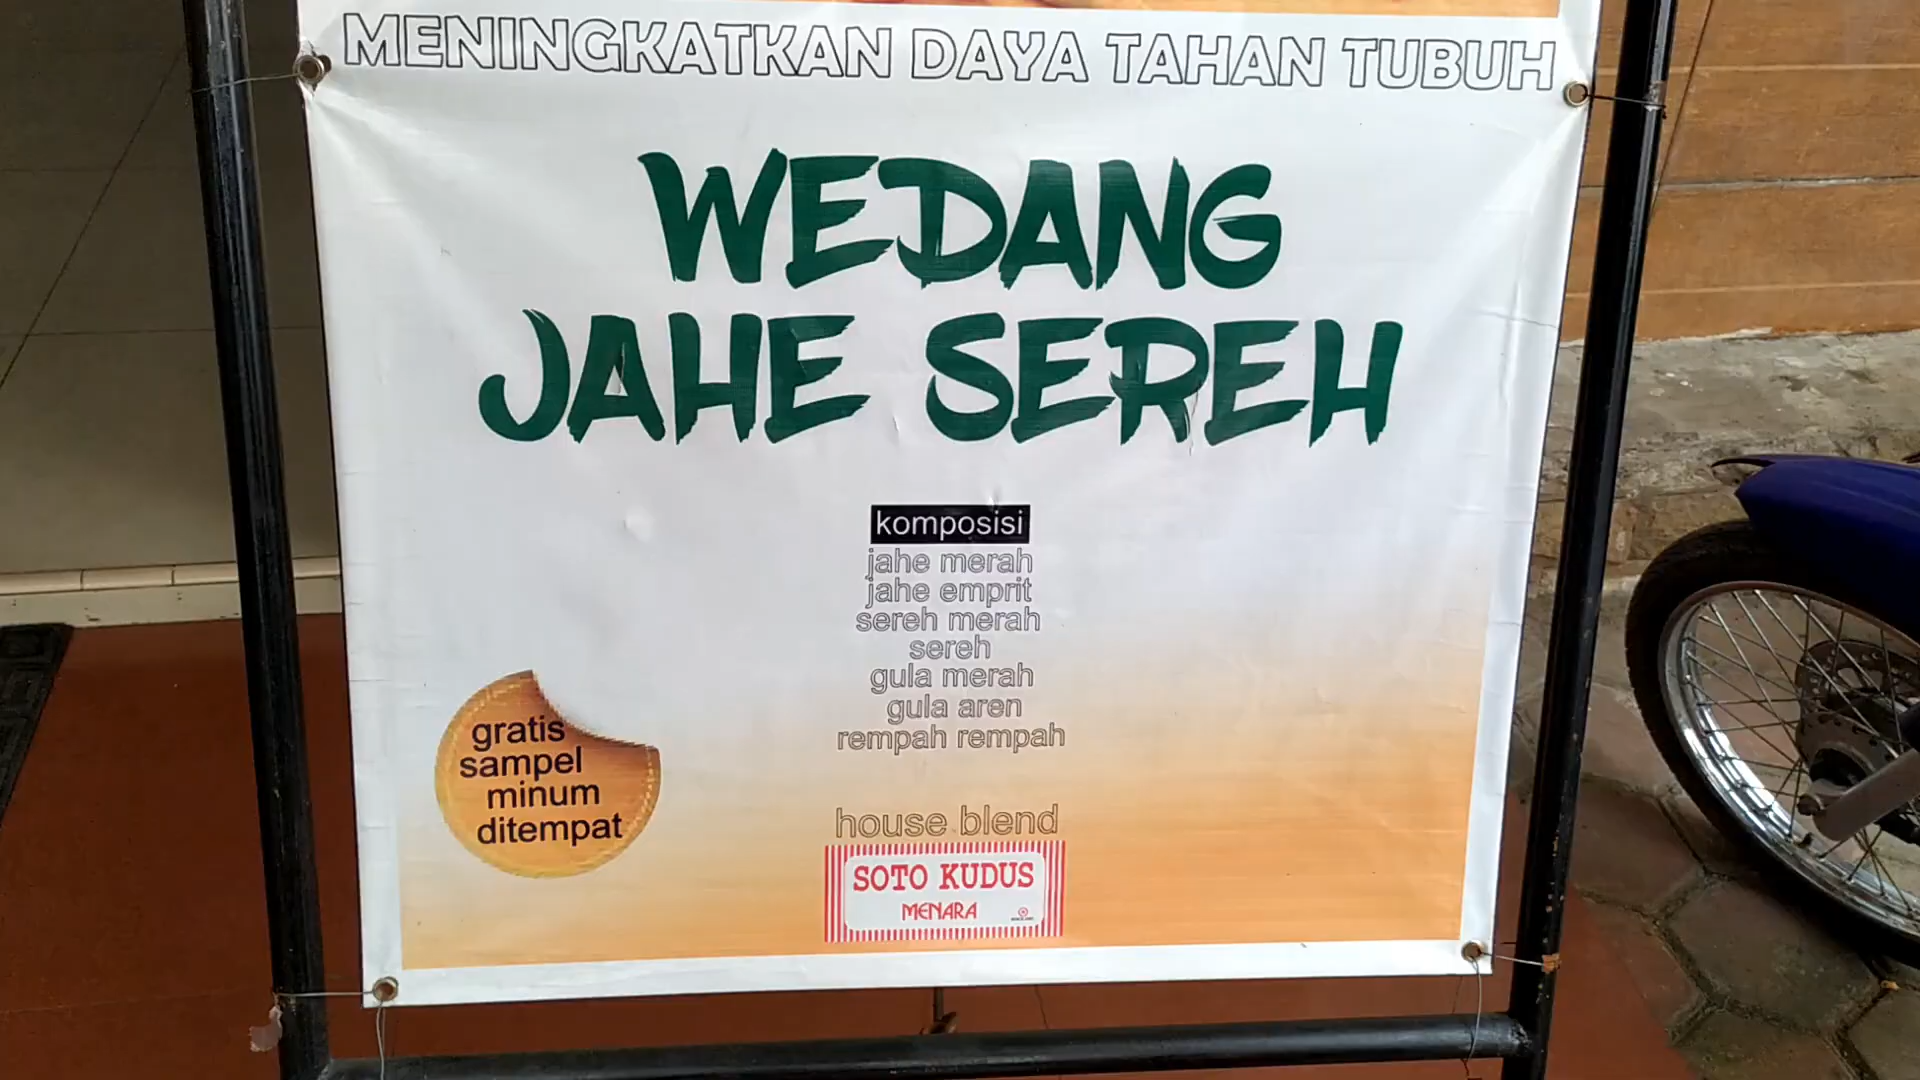 MENINGKATKAN DAYA TAHAN TUBUH
WEDANG
JAHE SEREH
komposisi
jahe merah
jahe emprit
sereh merah
sereh
gula merah
gula aren
rempah rempah
gratis
sampel
minum
ditempat
house blend
SOTO KUDUS
MENARA